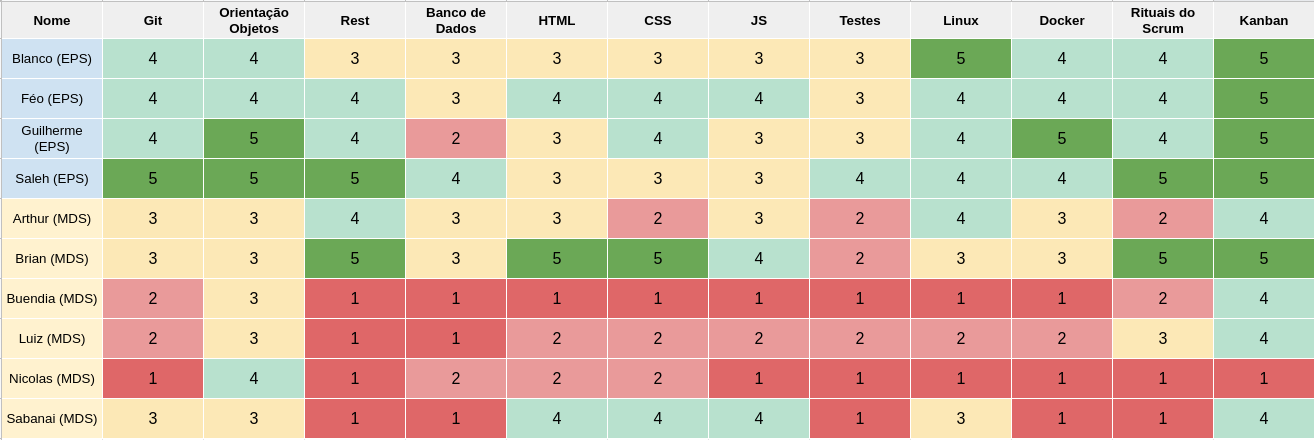 Nome Git Orientação Objetos Rest Banco de Dados HTML CSS JS Testes Linux Docker Rituais do Scrum Kanban
Blanco (EPS) 4 4 3 3 3 3 3 3 5 4 4 5
Féo (EPS) 4 4 4 3 4 4 4 3 4 4 4 5
Guilherme (EPS) 4 5 4 2 3 4 3 3 4 5 4 5
Saleh (EPS) 5 5 5 4 3 3 3 4 4 4 5 5
Arthur (MDS) 3 3 4 3 3 2 3 2 4 3 2 4
Brian (MDS) 3 3 5 3 5 5 4 2 3 3 5 5
Buendia (MDS) 2 3 1 1 1 1 1 1 1 1 2 4
Luiz (MDS) 2 3 1 1 2 2 2 2 2 2 3 4
Nicolas (MDS) 1 4 1 2 2 2 1 1 1 1 1 1
Sabanai (MDS) 3 3 1 1 4 4 4 1 3 1 1 4